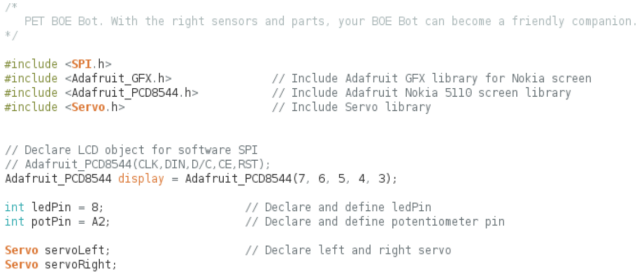 /*
PET BOE Bot. With the right sensors and parts, your BOE Bot can become a friendly companion.
*/
#include <SPI.h>
#include <Adafruit_GFX.h> // Include Adafruit GFX library for Nokia screen
#include <Adafruit_PCD8544.h> // Include Adafruit Nokia 5110 screen library
#include <Servo.h> // Include Servo library
// Declare LCD object for software SPI
// Adafruit_PCD8544(CLK,DIN,D/C,CE,RST);
Adafruit_PCD8544 display = Adafruit_PCD8544(7, 6, 5, 4, 3);
int ledPin = 8; // Declare and define ledPin
int potPin = A2; // Declare and define potentiometer pin
Servo servoLeft; // Declare left and right servo
Servo servoRight;